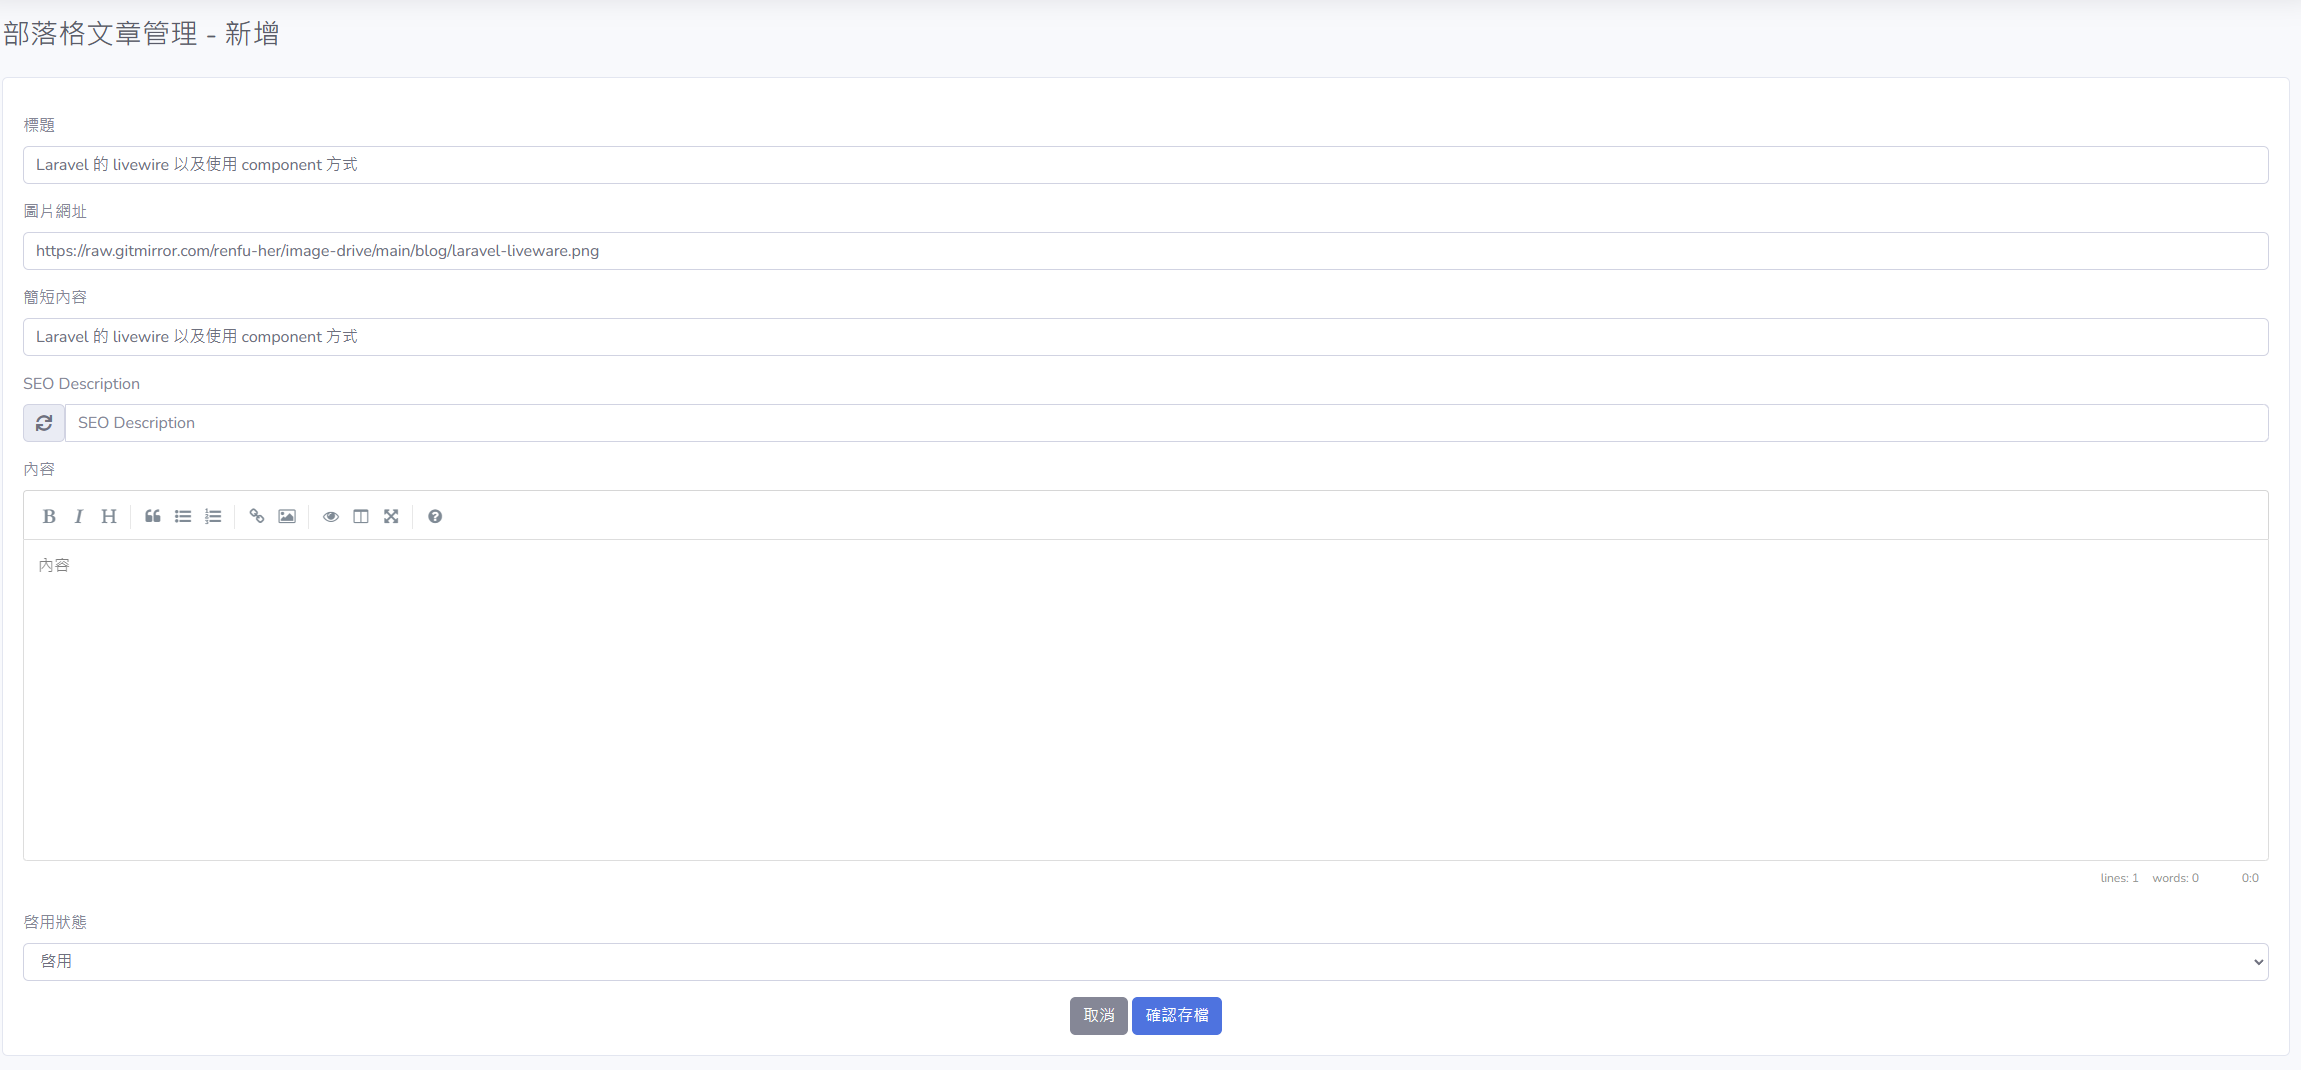 部落格文章管理 - 新增
標題
Laravel 的 livewire 以及使用 component 方式
圖片網址
https://raw.gitmirror.com/renfu-her/image-drive/main/blog/laravel-liveware.png
簡短內容
Laravel 的 livewire 以及使用 component 方式
SEO Description
SEO Description
內容
B I H
內容
lines: 1 words: 0 0:0
啓用狀態
啓用
取消 確認存檔